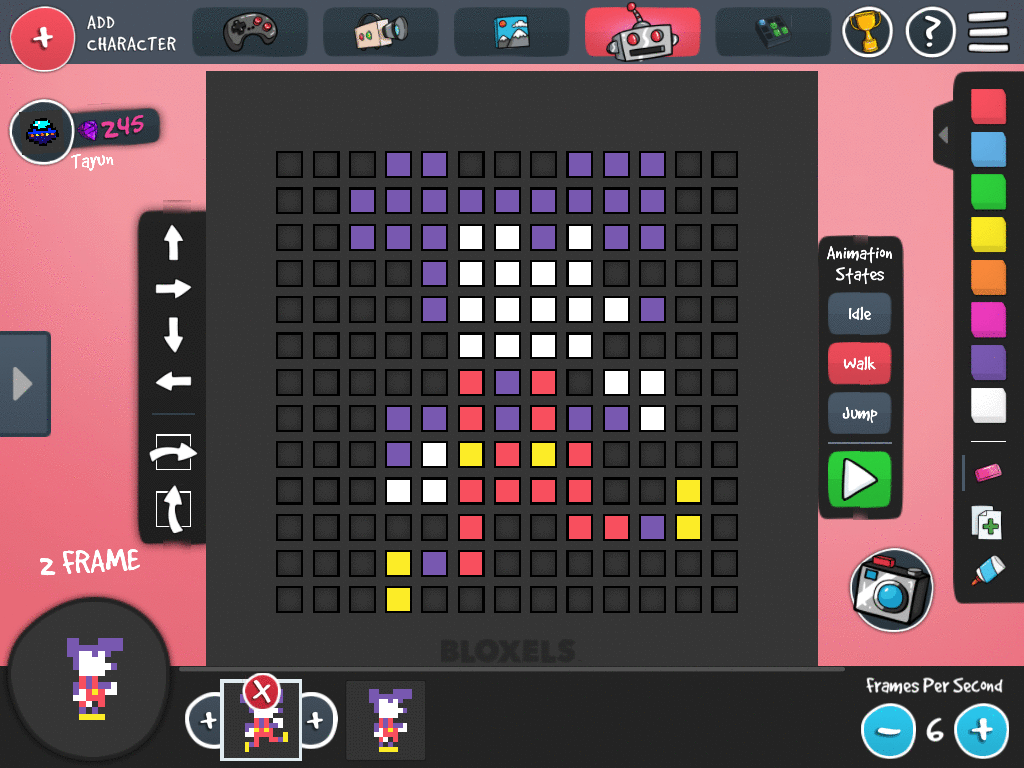 ADD
CHARACTER
?
245
Tayun
Animation
States
Idle
Walk
Jump
2 FRAME
BLOXELS
Frames Per Second
6